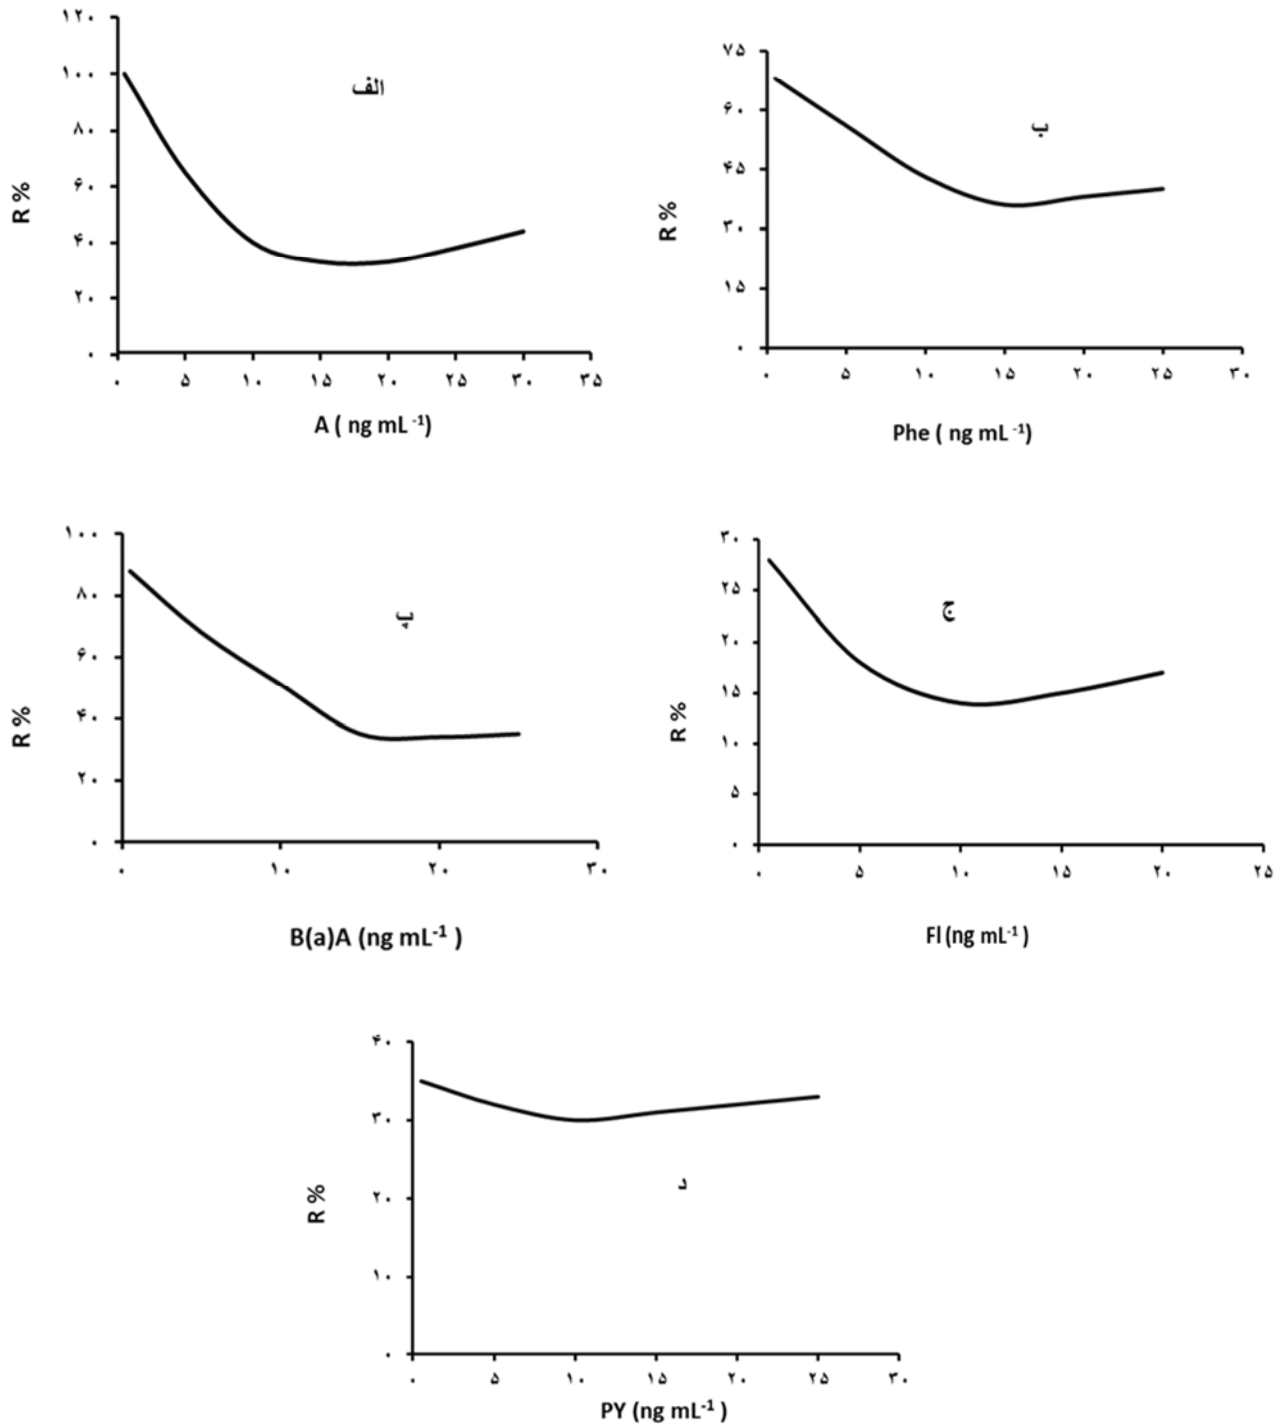 ۱۲۰
۱۰۰
۸۰
۶۰
۴۰
۲۰
۰
R %
الف
۰ ۵ ۱۰ ۱۵ ۲۰ ۲۵ ۳۰ ۳۵
A ( ng mL -1)
۷۵
۶۰
۴۵
۳۰
۱۵
۰
R %
ب
۰ ۵ ۱۰ ۱۵ ۲۰ ۲۵ ۳۰
Phe ( ng mL -1)
۱۰۰
۸۰
۶۰
۴۰
۲۰
۰
R %
۰ ۱۰ ۲۰ ۳۰
B(a)A (ng mL-1 )
۳۰
۲۵
۲۰
۱۵
۱۰
۵
۰
R %
ج
۰ ۵ ۱۰ ۱۵ ۲۰ ۲۵
Fl (ng mL-1 )
۴۰
۳۰
۲۰
۱۰
۰
R %
د
۰ ۵ ۱۰ ۱۵ ۲۰ ۲۵ ۳۰
PY (ng mL-1 )